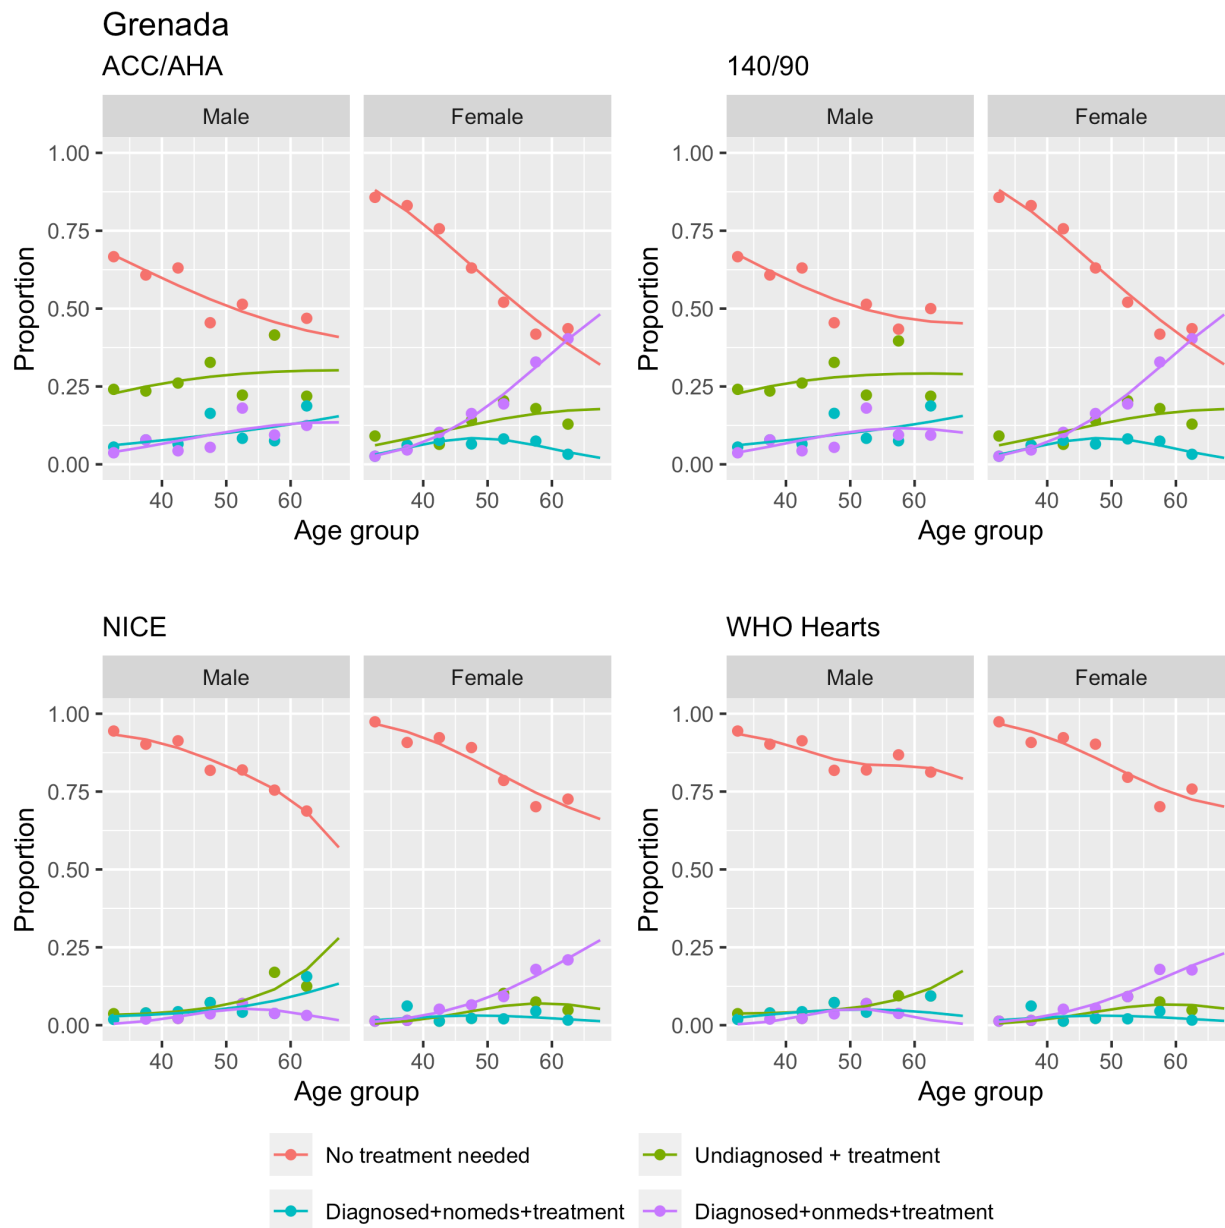 Grenada
ACC/AHA
140/90
Male
Female
Male
Female
1.00
0.75
0.50
0.25
0.00
Proportion
40
50
60
40
50
60
Age group
1.00
0.75
0.50
0.25
0.00
Proportion
40
50
60
40
50
60
Age group
NICE
WHO Hearts
Male
Female
Male
Female
1.00
0.75
0.50
0.25
0.00
Proportion
40
50
60
40
50
60
Age group
1.00
0.75
0.50
0.25
0.00
Proportion
40
50
60
40
50
60
Age group
No treatment needed
Undiagnosed + treatment
Diagnosed+nomeds+treatment
Diagnosed+onmeds+treatment